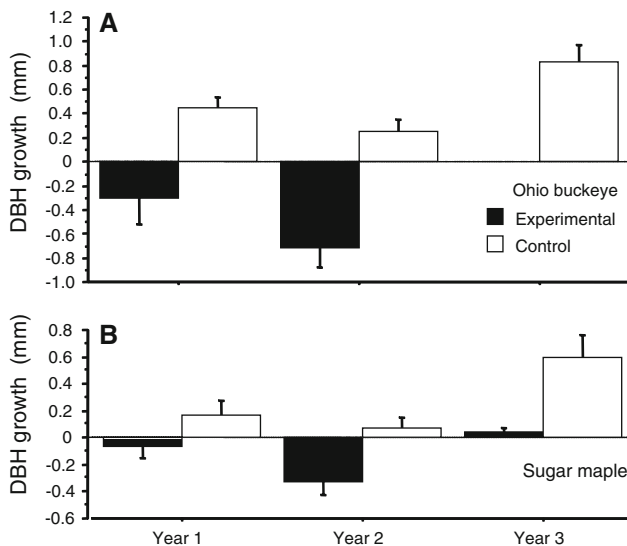 A
DBH growth (mm)
1.2
1.0
0.8
0.6
0.4
0.2
0
-0.2
-0.4
-0.6
-0.8
-1.0
Ohio buckeye
Experimental
Control
B
DBH growth (mm)
0.8
0.6
0.4
0.2
0
-0.2
-0.4
-0.6
Sugar maple
Year 1 Year 2 Year 3